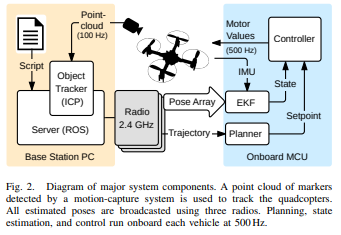 Point-
cloud
(100 Hz)
Motor
Values
(500 Hz)
Controller
Script
Object
Tracker
(ICP)
IMU
State
Radio
2.4 GHz
Pose Array
EKF
Setpoint
Server (ROS)
Trajectory
Planner
Base Station PC
Onboard MCU
Fig. 2. Diagram of major system components. A point cloud of markers
detected by a motion-capture system is used to track the quadcopters.
All estimated poses are broadcasted using three radios. Planning, state
estimation, and control run onboard each vehicle at 500 Hz.